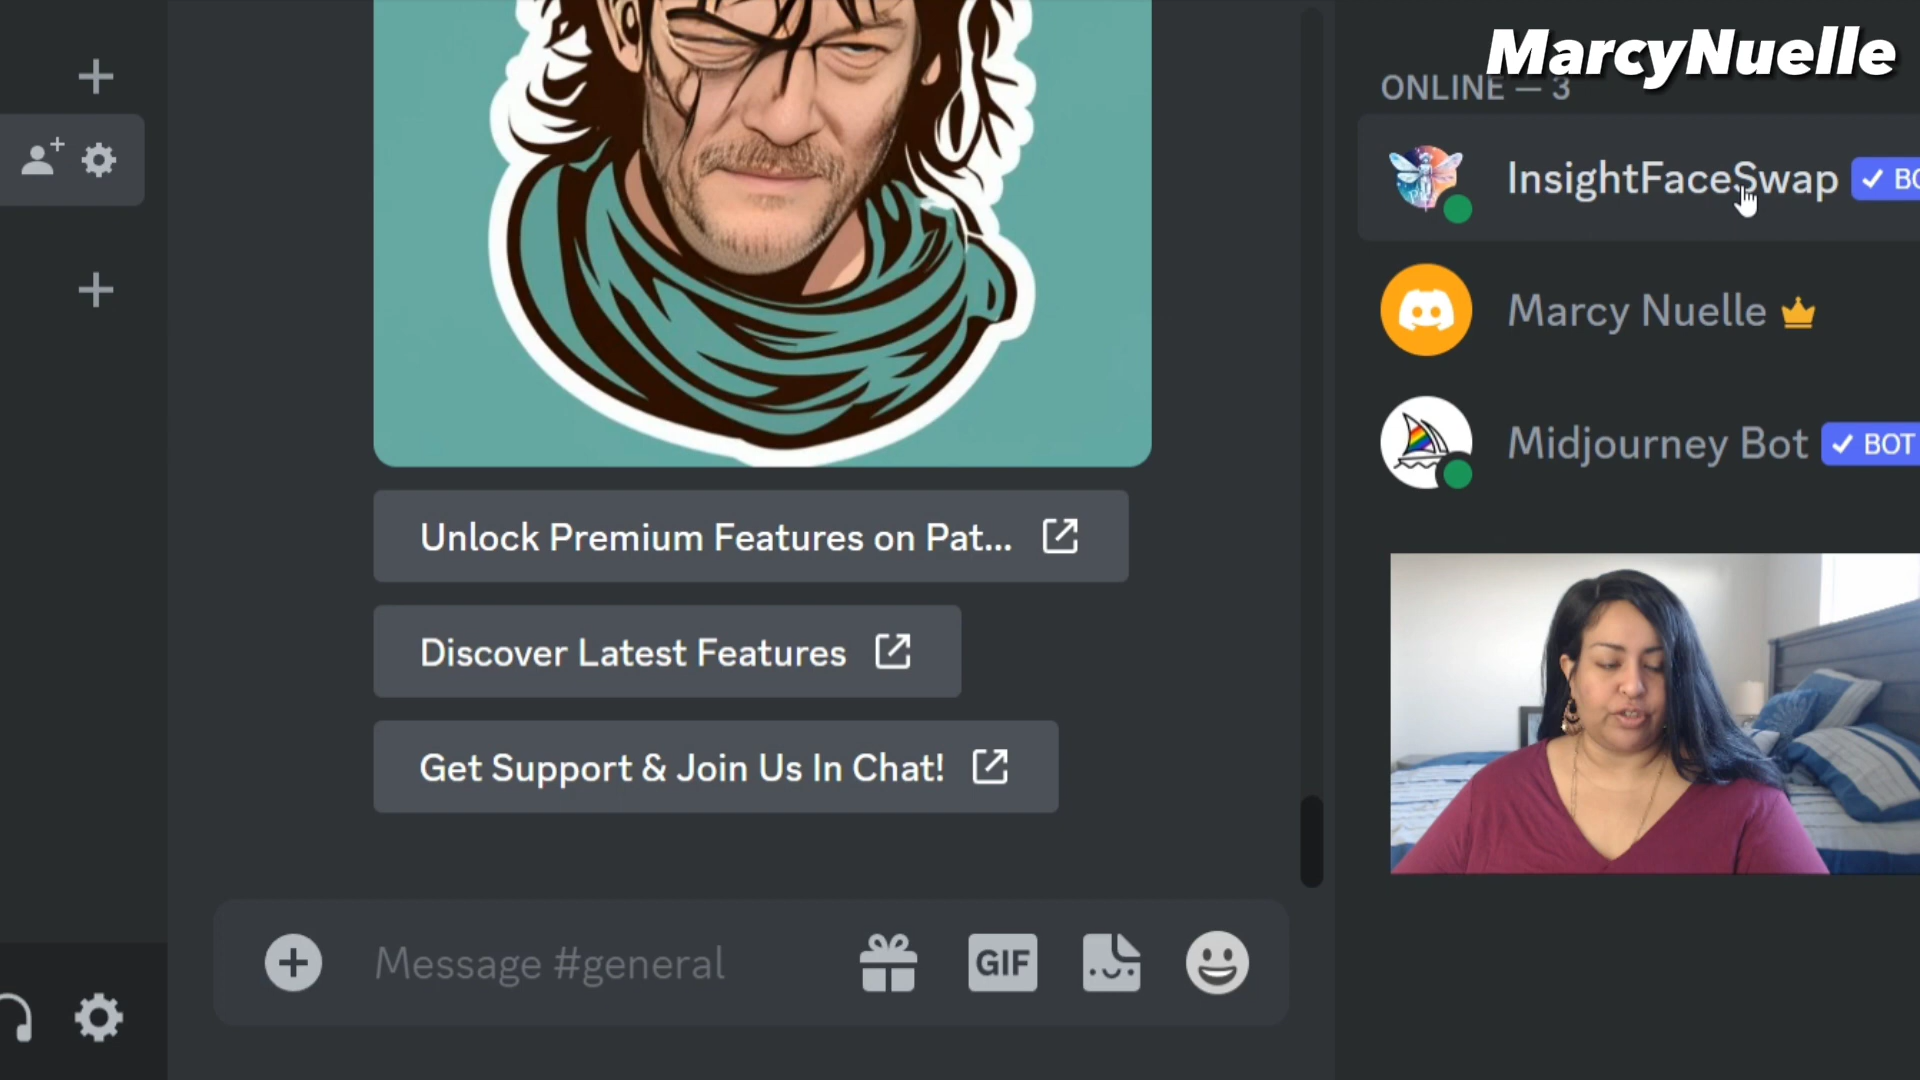 MarcyNuelle
ONLINE — 3
InsightFaceSwap
Marcy Nuelle
Midjourney Bot BOT
Unlock Premium Features on Pat...
Discover Latest Features
Get Support & Join Us In Chat!
Message #general
GIF